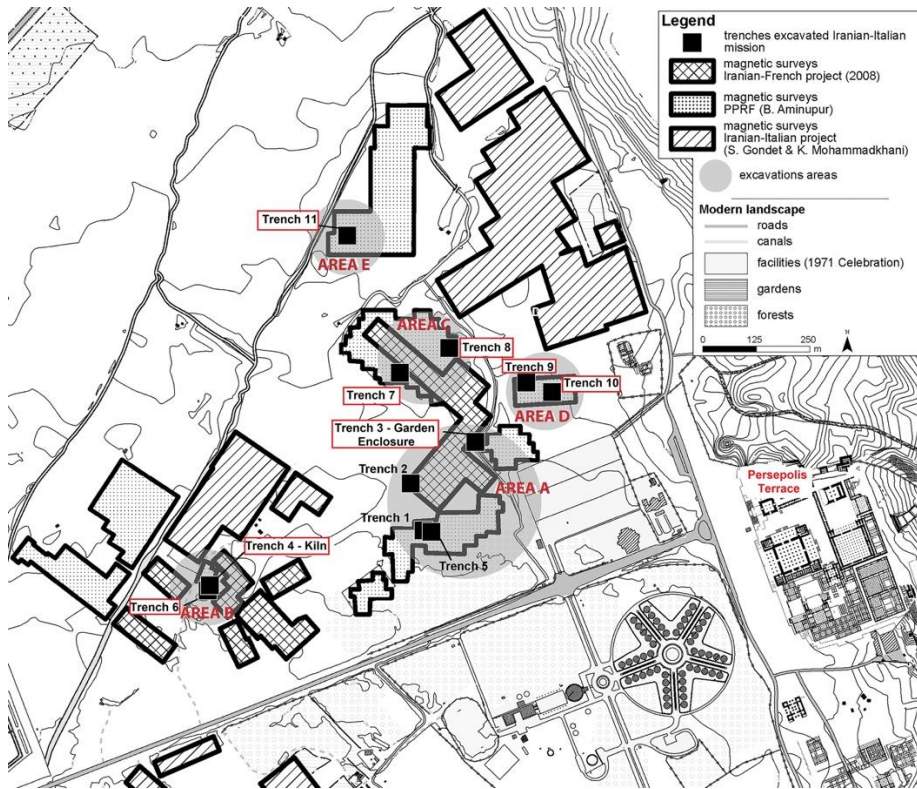 Legend
trenches excavated Iranian-Italian
mission
magnetic surveys
Iranian-French project (2008)
magnetic surveys
PPRF (B. Aminupur)
magnetic surveys
Iranian-Italian project
(S. Gondet & K. Mohammadkhani)
excavations areas
Modern landscape
roads
canals
facilities (1971 Celebration)
gardens
forests
0 125 250
m
N
Trench 11
AREA E
AREA C
Trench 8
Trench 9
Trench 7
Trench 10
AREA D
Trench 3 - Garden
Enclosure
Trench 2
AREA A
Persepolis
Terrace
Trench 1
Trench 4 - Kiln
Trench 5
Trench 6
AREA B